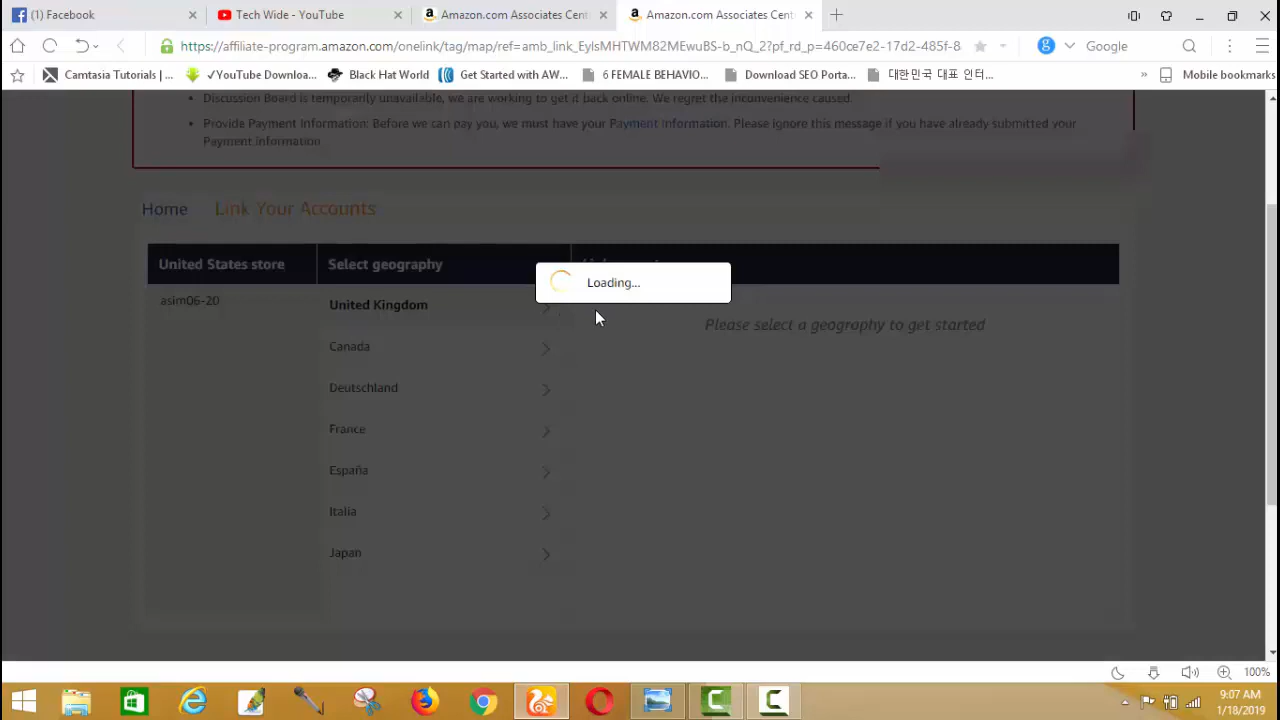 (1) Facebook
Tech Wide - YouTube
Amazon.com Associates Cent
Amazon.com Associates Cent
https://affiliate-program.amazon.com/onelink/tag/map/ref=amb_link_EyIsMHTWM82MEwuBS-b_nQ_2?pf_rd_p=460ce7e2-17d2-485f-8
Google
Camtasia Tutorials | ...
✓YouTube Downloa...
Black Hat World
Get Started with AW...
6 FEMALE BEHAVIO...
Download SEO Porta...
대한민국 대표 인터...
»
Mobile bookmarks
Discussion Board is temporarily unavailable, we are working to get it back online. We regret the inconvenience caused.
Provide Payment Information: Before we can pay you, we must have your Payment Information. Please ignore this message if you have already submitted your
Payment Information
Home Link Your Accounts
United States store
Select geography
Loading...
asim06-20
United Kingdom
Please select a geography to get started
Canada
Deutschland
France
España
Italia
Japan
100%
9:07 AM
1/18/2019